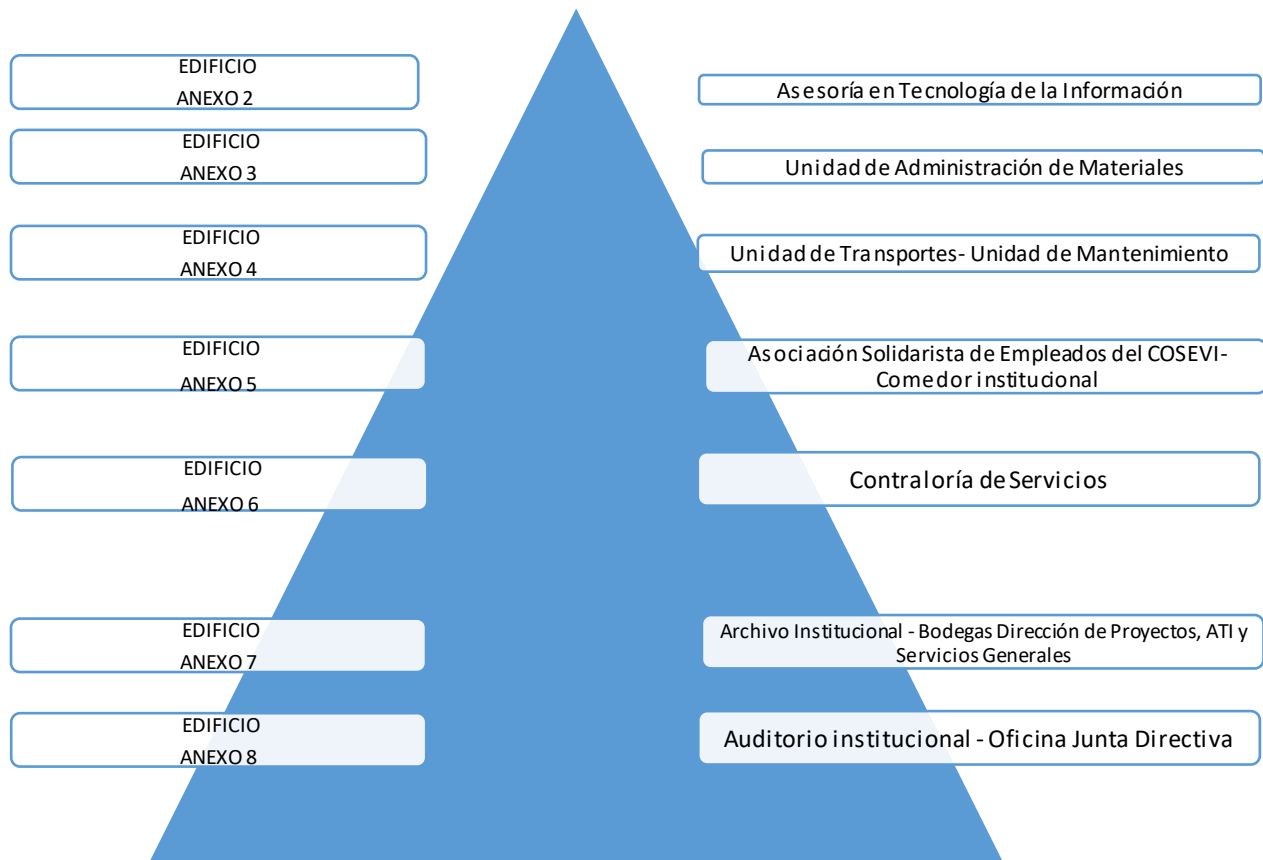 EDIFICIO
ANEXO 2
Asesoría en Tecnología de la Información
EDIFICIO
ANEXO 3
Unidad de Administración de Materiales
EDIFICIO
ANEXO 4
Unidad de Transportes- Unidad de Mantenimiento
EDIFICIO
ANEXO 5
Asociación Solidarista de Empleados del COSEVI-
Comedor institucional
EDIFICIO
ANEXO 6
Contraloría de Servicios
EDIFICIO
ANEXO 7
Archivo Institucional - Bodegas Dirección de Proyectos, ATI y
Servicios Generales
EDIFICIO
ANEXO 8
Auditorio institucional - Oficina Junta Directiva